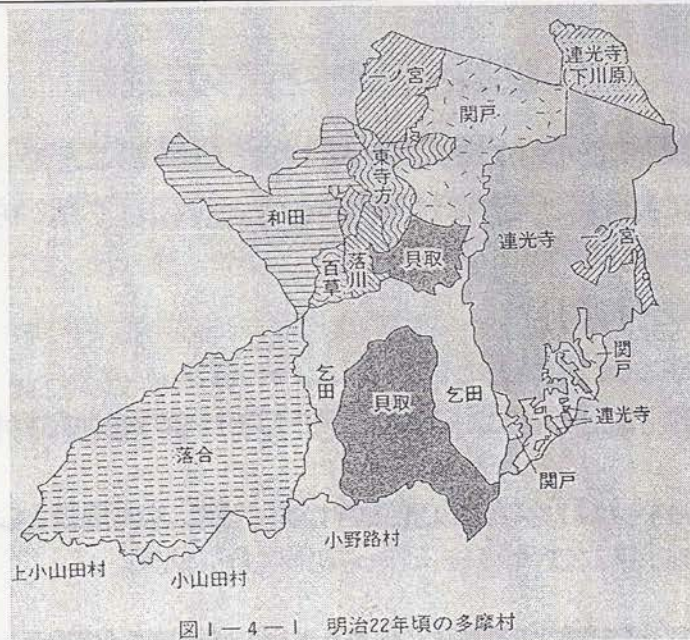 連光寺
(下川原)
一ノ宮
関戸
東寺方
和田
連光寺
一ノ宮
落川
百草
貝取
関戸
乞田
貝取
乞田
連光寺
落合
関戸
小野路村
上小山田村
小山田村
図1―4―1 明治22年頃の多摩村